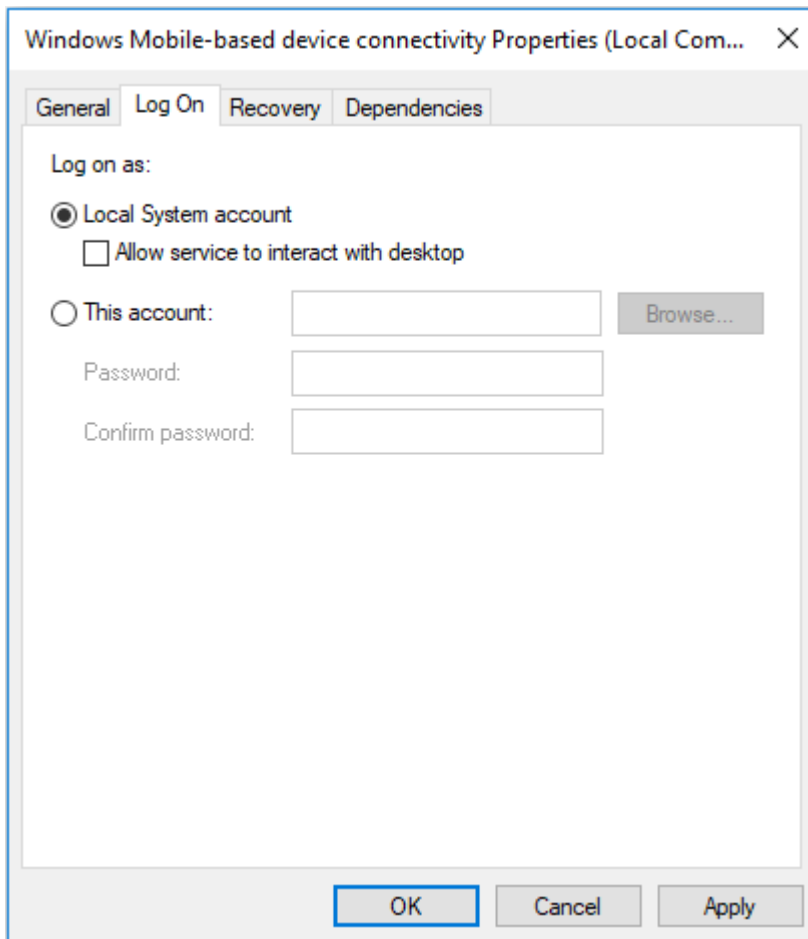 Windows Mobile-based device connectivity Properties (Local Com...
General Log On Recovery Dependencies
Log on as:
Local System account
Allow service to interact with desktop
This account: Browse...
Password:
Confirm password:
OK Cancel Apply